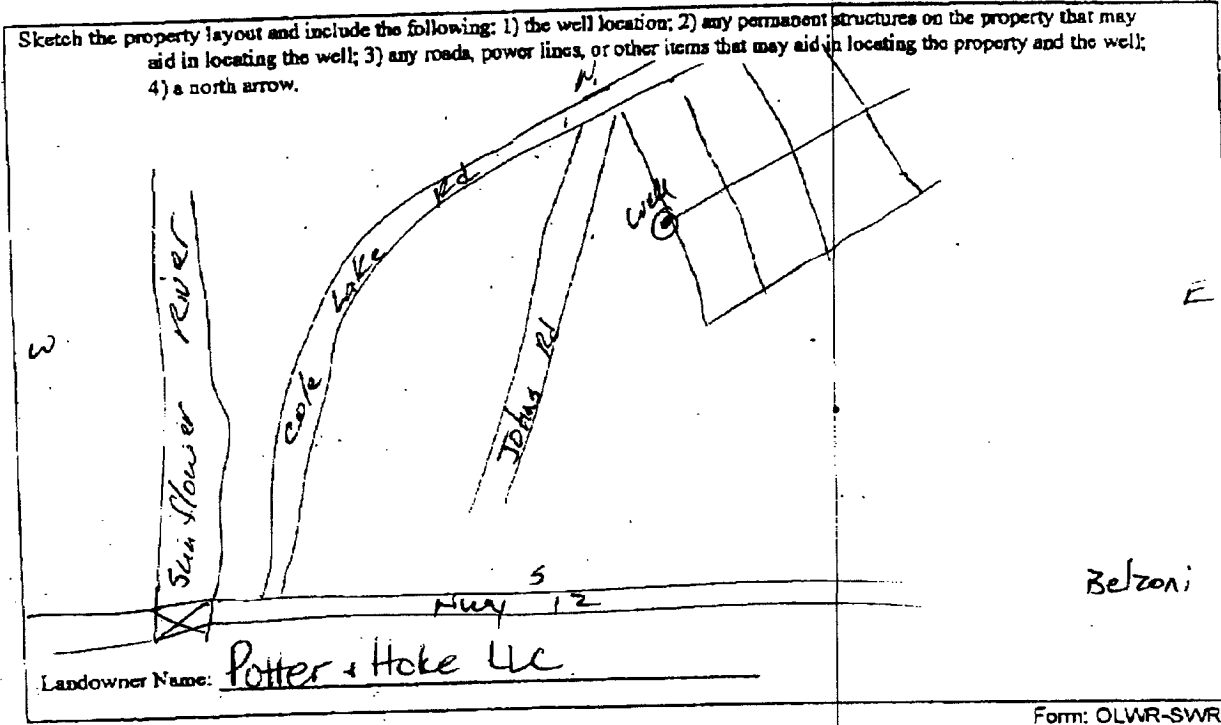 Sketch the property layout and include the following: 1) the well location; 2) any permanent structures on the property that may
aid in locating the well; 3) any roads, power lines, or other items that may aid in locating the property and the well;
4) a north arrow.
N
Cole Lake Rd
Well
Sunflower River
W
E
Johns Rd
S
Hwy 12
Belzoni
Landowner Name: Potter + Hoke LLC
Form: OLWR-SWR